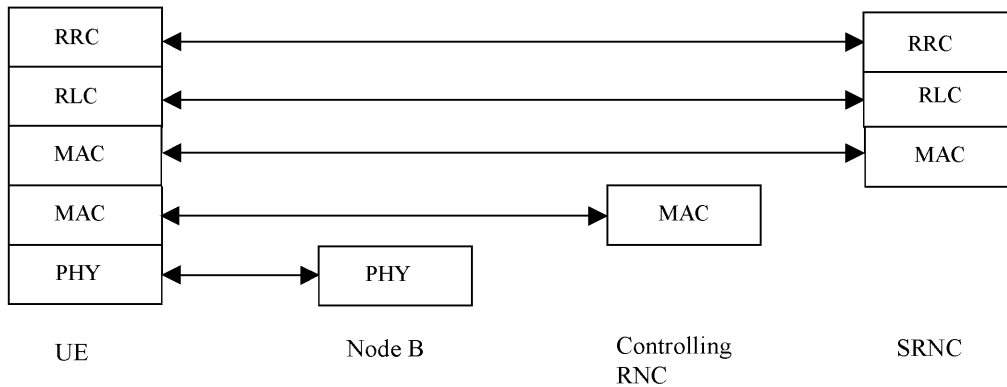 RRC
RRC
RLC
RLC
MAC
MAC
MAC
MAC
PHY
PHY
UE
Node B
Controlling
RNC
SRNC